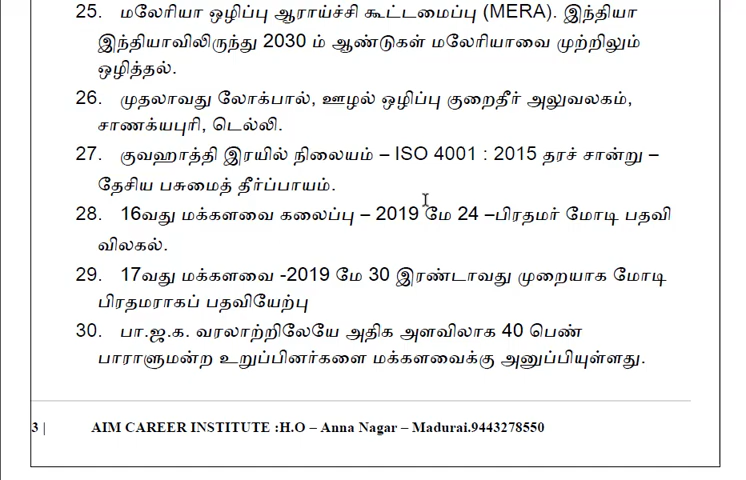 25. மலேரியா ஒழிப்பு ஆராய்ச்சி கூட்டமைப்பு (MERA). இந்தியா
இந்தியாவிலிருந்து 2030 ம் ஆண்டுகள் மலேரியாவை முற்றிலும்
ஒழித்தல்.
26. முதலாவது லோக்பால், ஊழல் ஒழிப்பு குறைதீர் அலுவலகம்,
சாணக்யபுரி, டெல்லி.
27. குவஹாத்தி இரயில் நிலையம் – ISO 4001 : 2015 தரச் சான்று –
தேசிய பசுமைத் தீர்ப்பாயம்.
28. 16வது மக்களவை கலைப்பு – 2019 மே 24 –பிரதமர் மோடி பதவி
விலகல்.
29. 17வது மக்களவை -2019 மே 30 இரண்டாவது முறையாக மோடி
பிரதமராகப் பதவியேற்பு
30. பா.ஜ.க. வரலாற்றிலேயே அதிக அளவிலாக 40 பெண்
பாராளுமன்ற உறுப்பினர்களை மக்களவைக்கு அனுப்பியுள்ளது.
3 | AIM CAREER INSTITUTE :H.O – Anna Nagar – Madurai.9443278550